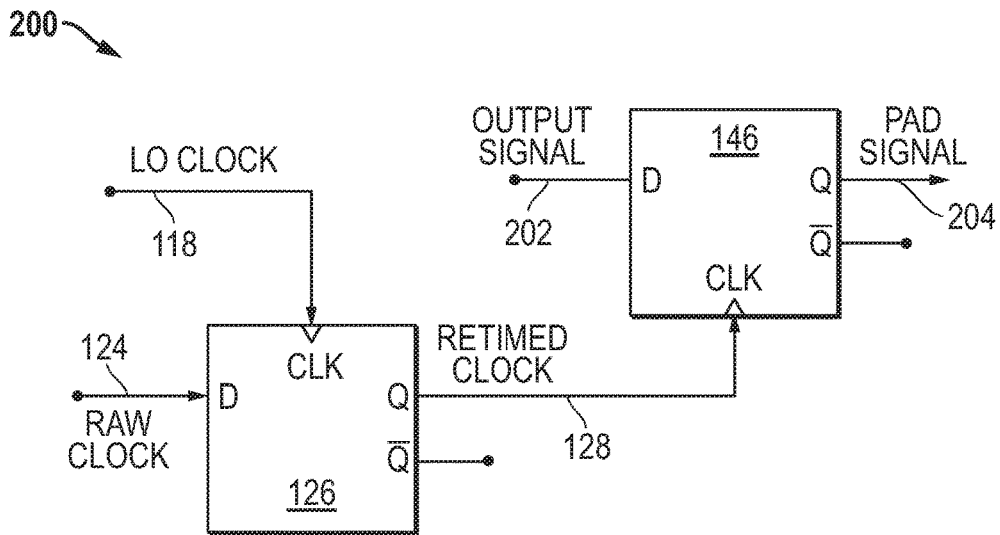 200
LO CLOCK
118
OUTPUT
SIGNAL
202
146
D
Q
Q̅
CLK
PAD
SIGNAL
204
124
RAW
CLOCK
CLK
D
Q
Q̅
126
RETIMED
CLOCK
128